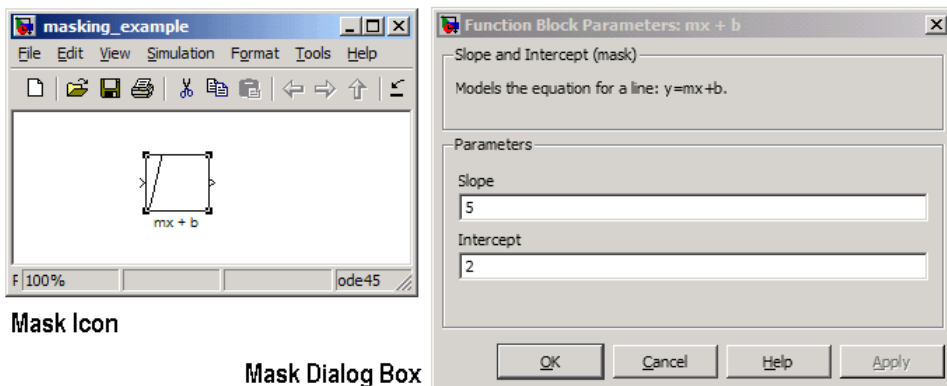 masking_example
File Edit View Simulation Format Tools Help
mx + b
100%
ode45
Mask Icon
Function Block Parameters: mx + b
Slope and Intercept (mask)
Models the equation for a line: y=mx+b.
Parameters
Slope
5
Intercept
2
OK Cancel Help Apply
Mask Dialog Box